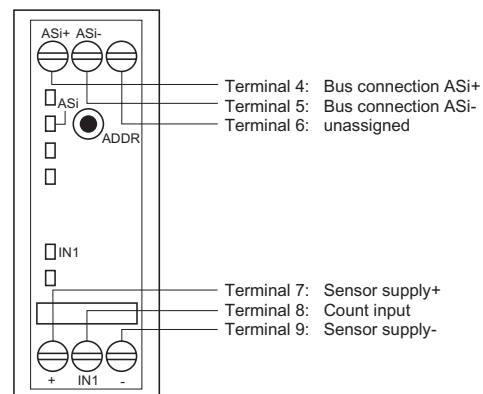 ASi+ ASi-
Terminal 4: Bus connection ASi+
Terminal 5: Bus connection ASi-
Terminal 6: unassigned
ASi
ADDR
IN1
Terminal 7: Sensor supply+
Terminal 8: Count input
Terminal 9: Sensor supply-
+ IN1 -